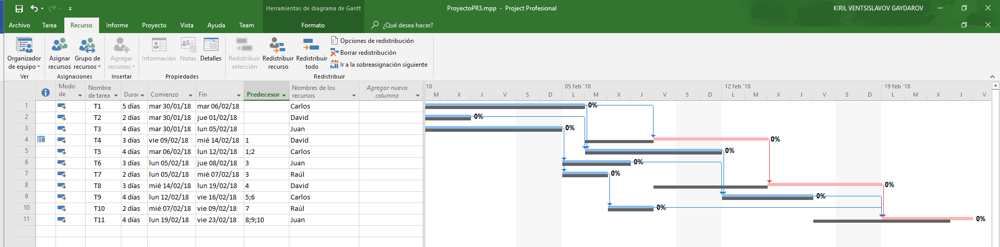 Herramientas de diagrama de Gantt
ProyectoPR3.mpp - Project Profesional
KIRIL VENTSISLAVOV GAYDAROV
Archivo Tarea Recurso Informe Proyecto Vista Ayuda Team Formato ¿Qué desea hacer?
Organizador de equipo
Asignar recursos
Grupo de recursos
Agregar recursos
Información
Notas
Detalles
Redistribuir selección
Redistribuir recurso
Redistribuir todo
Opciones de redistribución
Borrar redistribución
Ir a la sobreasignación siguiente
Ver Asignaciones Insertar Propiedades Redistribuir
Modo de Nombre de tarea Durac Comienzo Fin Predecesora Nombres de los recursos Agregar nueva columna
18 05 feb '18 12 feb '18 19 feb '18
M X J V S D L M X J V S D L M X J V S D L M X J V
1 T1 5 días mar 30/01/18 mar 06/02/18 Carlos 0%
2 T2 2 días mar 30/01/18 jue 01/02/18 David 0%
3 T3 4 días mar 30/01/18 lun 05/02/18 Juan 0%
4 T4 3 días vie 09/02/18 mié 14/02/18 1 David 0%
5 T5 4 días mar 06/02/18 lun 12/02/18 1;2 Carlos 0%
6 T6 3 días lun 05/02/18 jue 08/02/18 3 Juan 0%
7 T7 2 días lun 05/02/18 mié 07/02/18 3 Raúl 0%
8 T8 3 días mié 14/02/18 lun 19/02/18 4 David 0%
9 T9 4 días lun 12/02/18 vie 16/02/18 5;6 Carlos 0%
10 T10 2 días mié 07/02/18 vie 09/02/18 7 Raúl 0%
11 T11 4 días lun 19/02/18 vie 23/02/18 8;9;10 Juan 0%